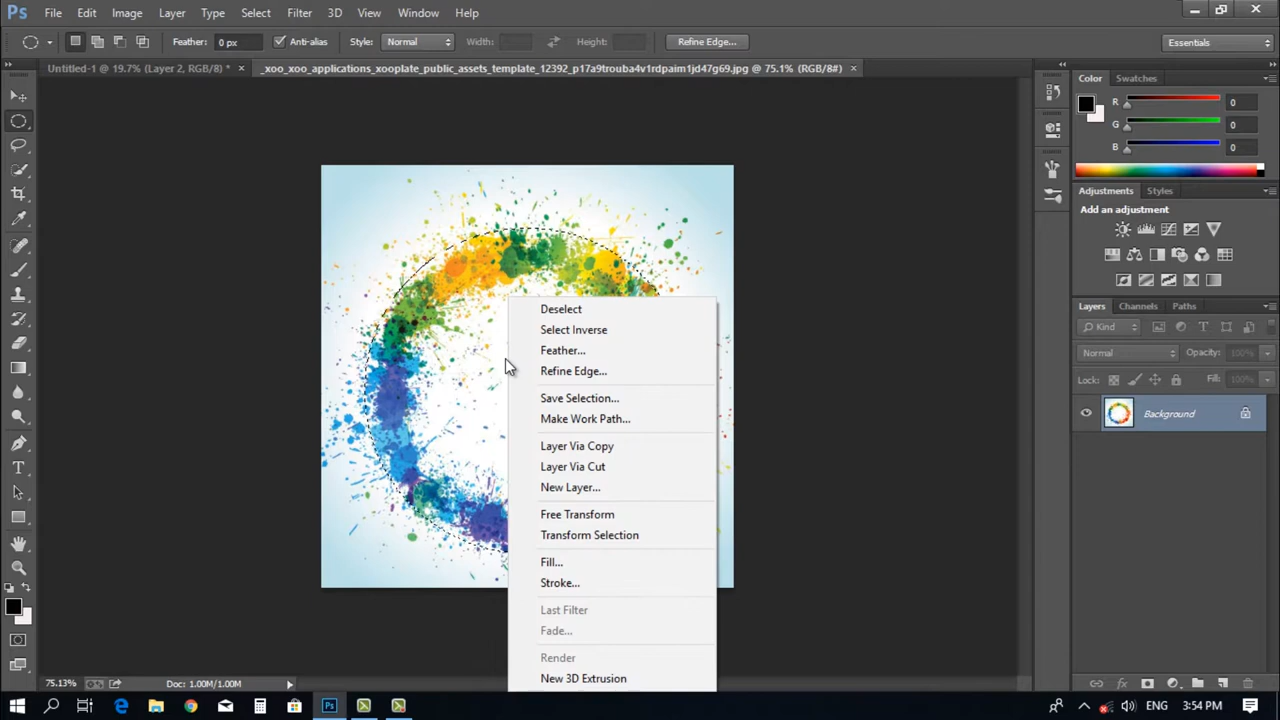 Ps File Edit Image Layer Type Select Filter 3D View Window Help
Feather: 0 px Anti-alias Style: Normal Width: Height: Refine Edge... Essentials
Untitled-1 @ 19.7% (Layer 2, RGB/8) * × _xoo_xoo_applications_xooplate_public_assets_template_12392_p17a9trouba4v1rdpaim1jd47g69.jpg @ 75.1% (RGB/8#) ×
Color Swatches
R 0
G 0
B 0
Adjustments Styles
Add an adjustment
Layers Channels Paths
Kind
Normal Opacity: 100%
Lock: Fill: 100%
Background
Deselect
Select Inverse
Feather...
Refine Edge...
Save Selection...
Make Work Path...
Layer Via Copy
Layer Via Cut
New Layer...
Free Transform
Transform Selection
Fill...
Stroke...
Last Filter
Fade...
Render
New 3D Extrusion
75.13% Doc: 1.00M/1.00M
ENG 3:54 PM